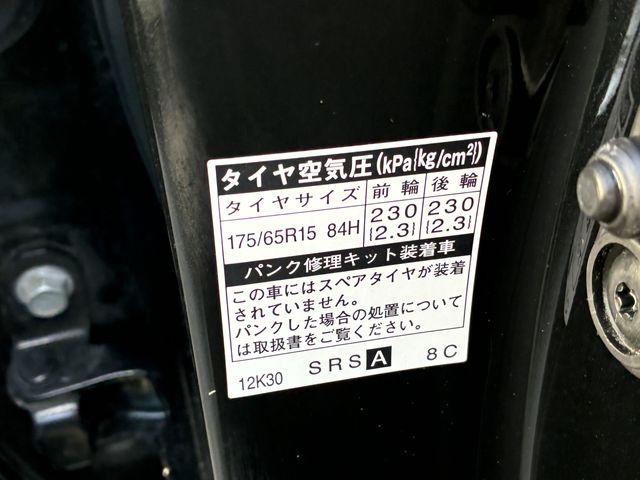 タイヤ空気圧(kPa{kg/cm²})
タイヤサイズ 前輪 後輪
175/65R15 84H 230 {2.3} 230 {2.3}
パンク修理キット装着車
この車にはスペアタイヤが装着
されていません。
パンクした場合の処置について
は取扱書をご覧ください。
12K30 SRS A 8C